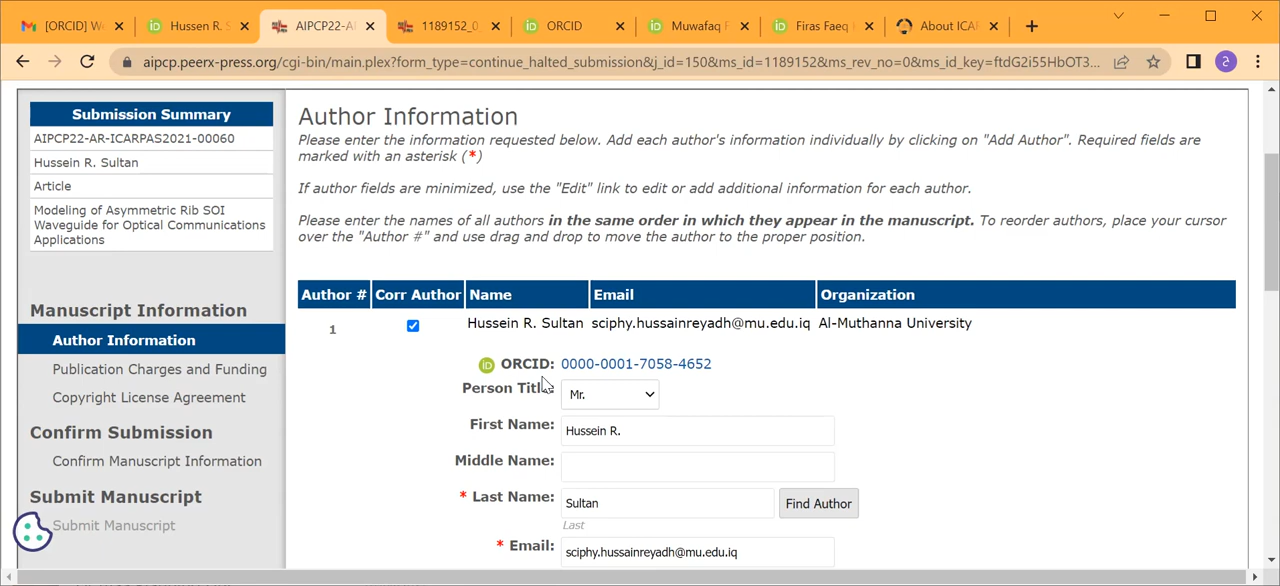 [ORCID] W
Hussen R. S
AIPCP22-A
1189152_0
ORCID
Muwafaq F
Firas Faeq
About ICA
aipcp.peerx-press.org/cgi-bin/main.plex?form_type=continue_halted_submission&j_id=150&ms_id=1189152&ms_rev_no=0&ms_id_key=ftdG2i55HbOT3...
2
Submission Summary
AIPCP22-AR-ICARPAS2021-00060
Hussein R. Sultan
Article
Modeling of Asymmetric Rib SOI
Waveguide for Optical Communications
Applications
Manuscript Information
Author Information
Publication Charges and Funding
Copyright License Agreement
Confirm Submission
Confirm Manuscript Information
Submit Manuscript
Submit Manuscript
Author Information
Please enter the information requested below. Add each author's information individually by clicking on "Add Author". Required fields are
marked with an asterisk (*)
If author fields are minimized, use the "Edit" link to edit or add additional information for each author.
Please enter the names of all authors in the same order in which they appear in the manuscript. To reorder authors, place your cursor
over the "Author #" and use drag and drop to move the author to the proper position.
Author # Corr Author Name Email Organization
1 Hussein R. Sultan sciphy.hussainreyadh@mu.edu.iq Al-Muthanna University
iD ORCID: 0000-0001-7058-4652
Person Title: Mr.
First Name: Hussein R.
Middle Name:
* Last Name: Sultan Find Author
Last
* Email: sciphy.hussainreyadh@mu.edu.iq